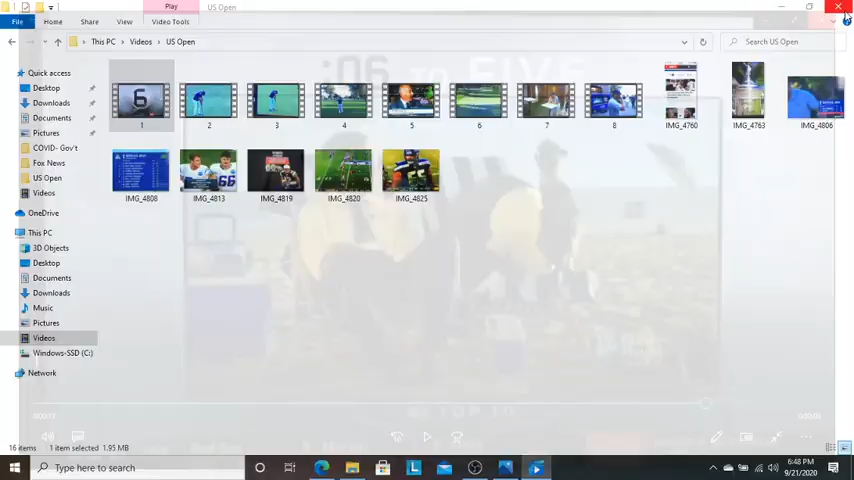 Play
US Open
File
Home
Share
View
Video Tools
This PC
Videos
US Open
Search US Open
Quick access
Desktop
Downloads
Documents
Pictures
COVID- Gov't
Fox News
US Open
Videos
OneDrive
This PC
3D Objects
Desktop
Documents
Downloads
Music
Pictures
Videos
Windows-SSD (C:)
Network
6
1
2
3
4
5
6
7
8
IMG_4760
IMG_4763
IMG_4806
IMG_4808
IMG_4813
IMG_4819
IMG_4820
IMG_4825
:06
TOP 10
16 items
1 item selected 1.95 MB
Type here to search
6:48 PM
9/21/2020